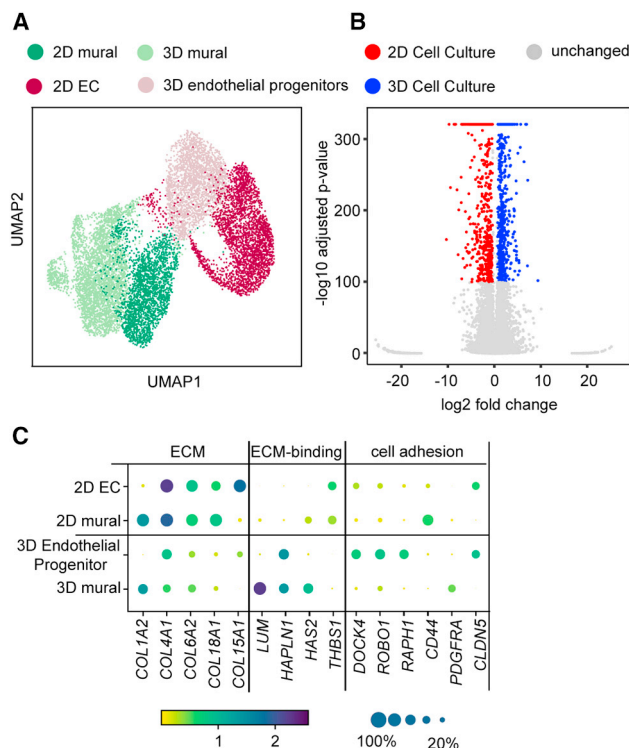 A
2D mural
3D mural
2D EC
3D endothelial progenitors
UMAP2
UMAP1
B
2D Cell Culture
unchanged
3D Cell Culture
-log10 adjusted p-value
300
200
100
0
-20
-10
0
10
20
log2 fold change
C
ECM
ECM-binding
cell adhesion
2D EC
2D mural
3D Endothelial
Progenitor
3D mural
COL1A2
COL4A1
COL6A2
COL18A1
COL15A1
LUM
HAPLN1
HAS2
THBS1
DOCK4
ROBO1
RAPH1
CD44
PDGFRA
CLDN5
1
2
100%
20%